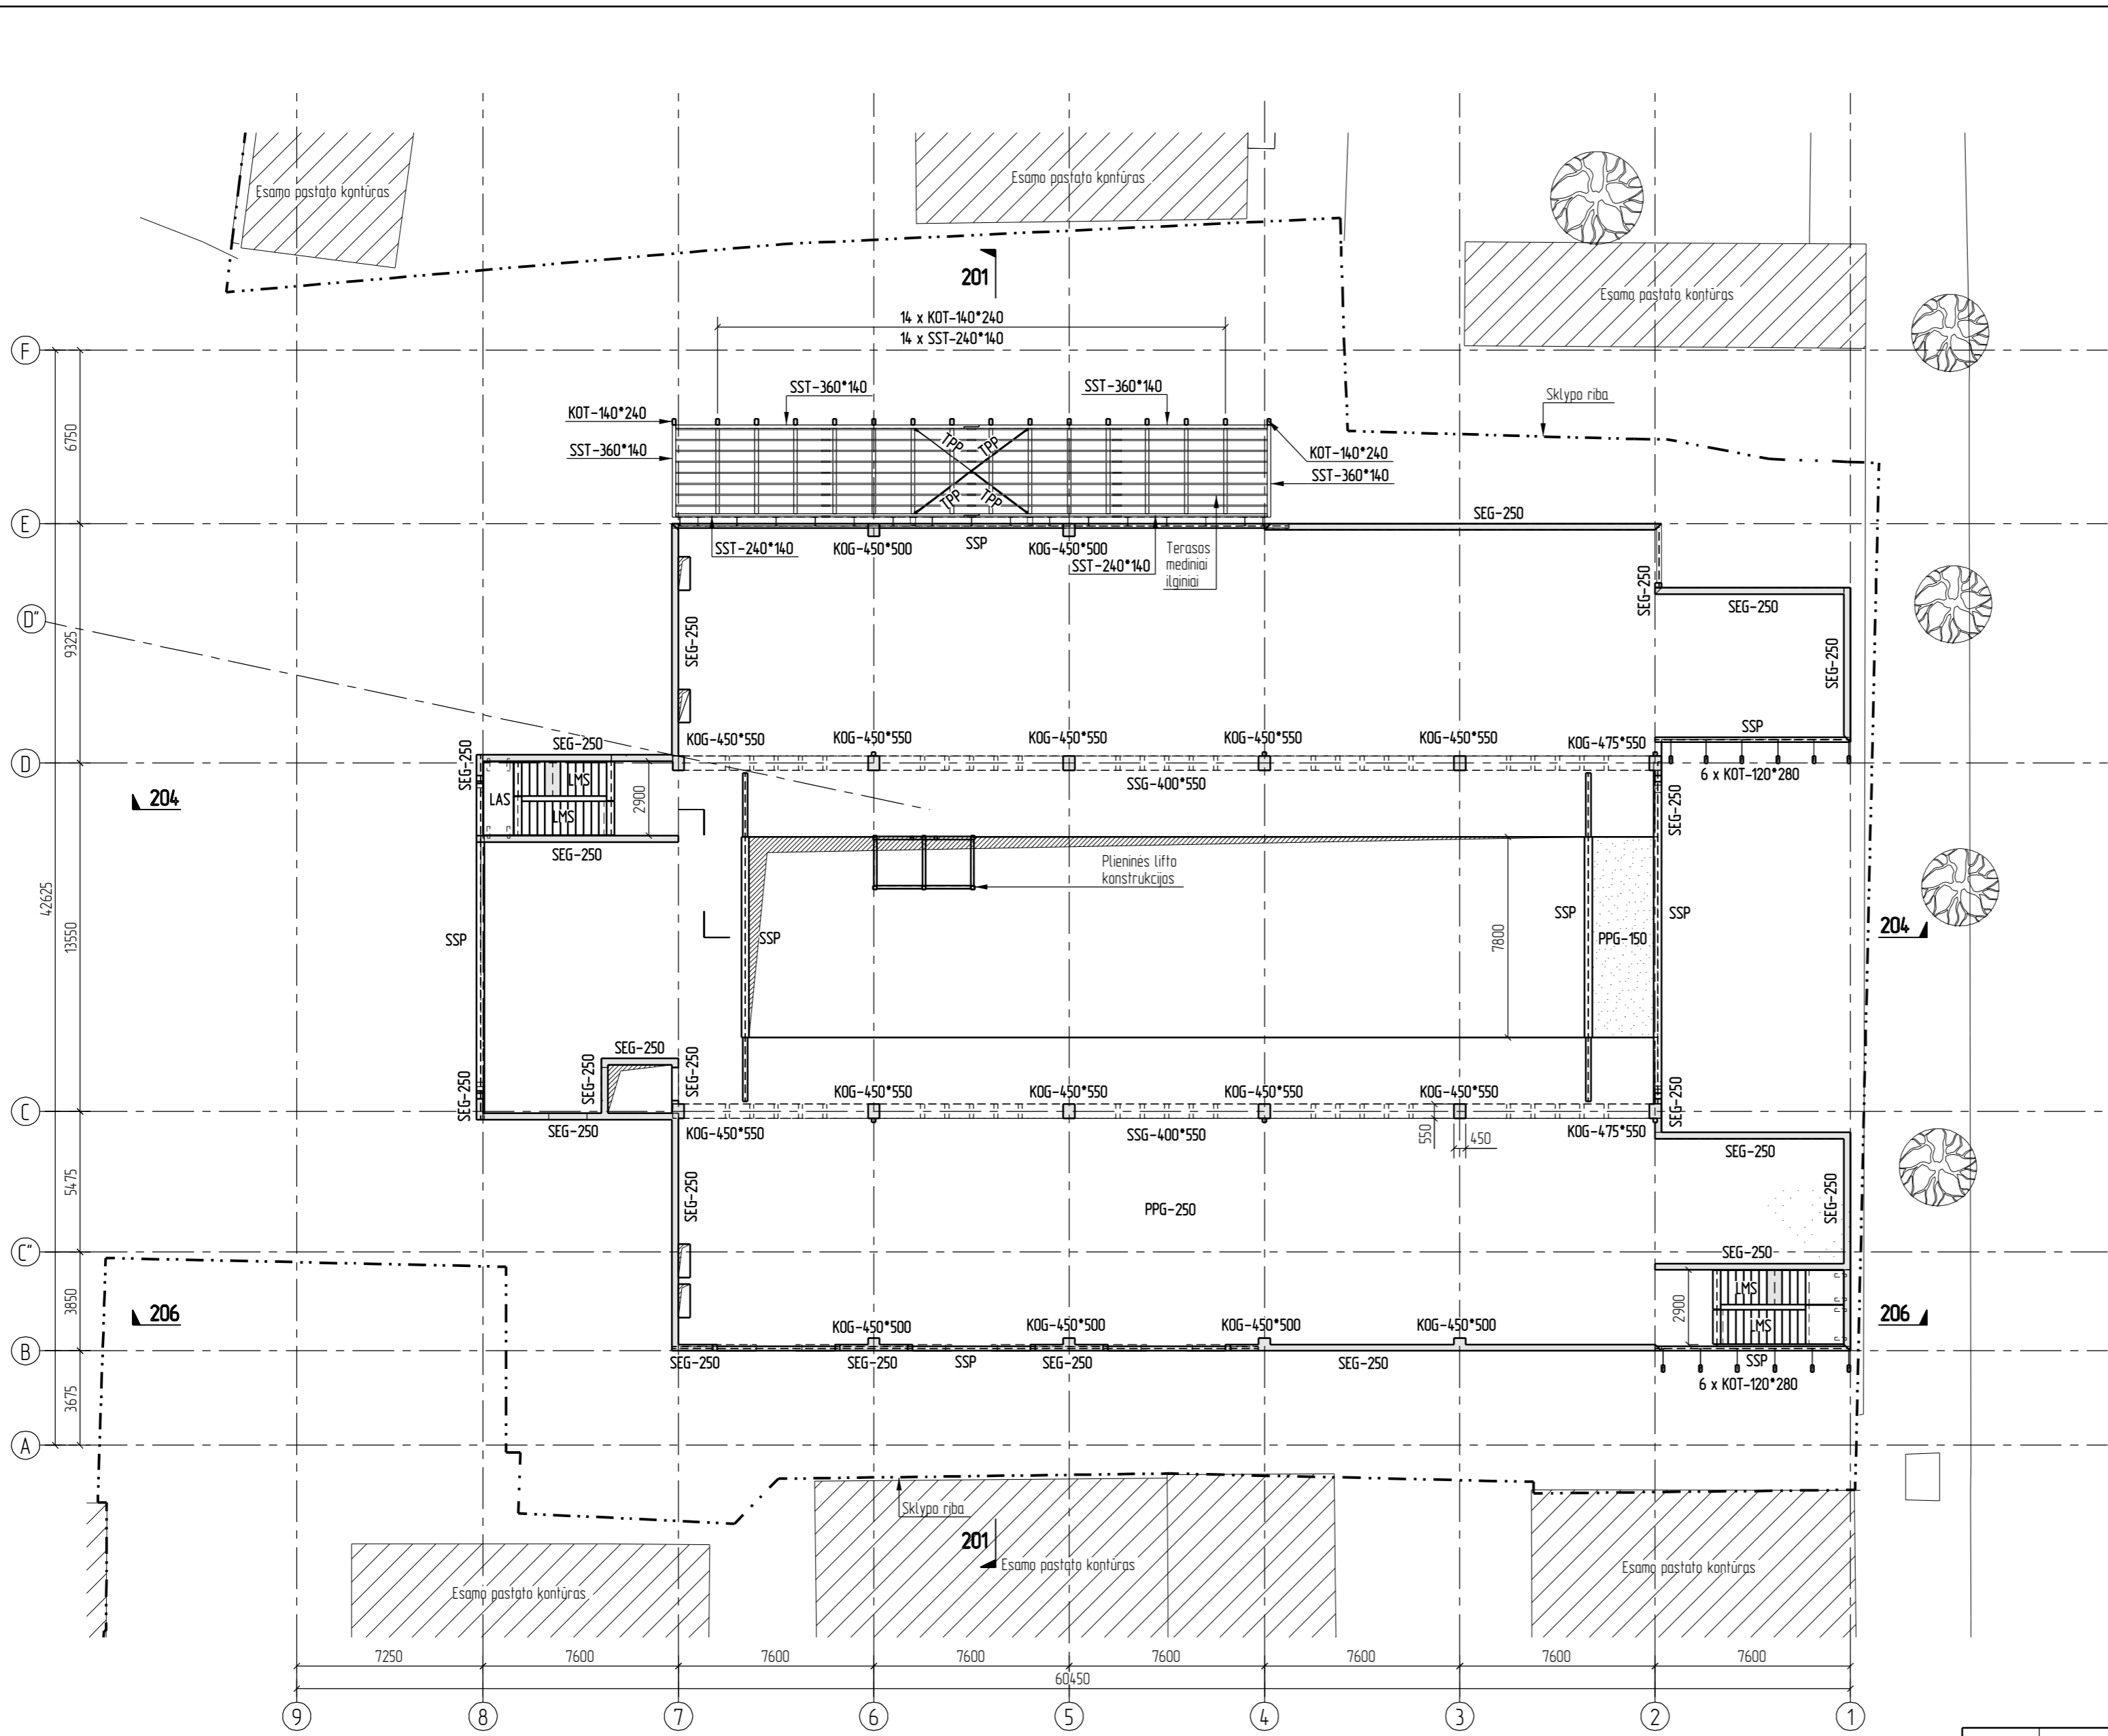 Esamo pastato kontūras
Esamo pastato kontūras
Esamo pastato kontūras
201
14 x KOT-140*240
14 x SST-240*140
F
SST-360*140
SST-360*140
Sklypo riba
KOT-140*240
SST-360*140
TPP
TPP
TPP
TPP
KOT-140*240
SST-360*140
6750
E
SEG-250
SST-240*140
KOG-450*500
SSP
KOG-450*500
SST-240*140
Terasos
mediniai
ilginiai
SEG-250
SEG-250
D"
9325
SEG-250
SEG-250
SSP
6 x KOT-120*280
SEG-250
SEG-250
KOG-450*550
KOG-450*550
KOG-450*550
KOG-450*550
KOG-450*550
KOG-475*550
D
LMS
LAS
LMS
2900
SSG-400*550
SEG-250
204
SEG-250
Plieninės lifto
konstrukcijos
42625
13550
SSP
SSP
7800
SSP
PPG-150
SSP
204
SEG-250
SEG-250
SEG-250
SEG-250
SEG-250
KOG-450*550
KOG-450*550
KOG-450*550
KOG-450*550
C
SEG-250
KOG-450*550
SSG-400*550
550
450
KOG-475*550
SEG-250
5475
SEG-250
PPG-250
SEG-250
C"
SEG-250
3850
206
2900
LMS
LMS
206
KOG-450*500
KOG-450*500
KOG-450*500
KOG-450*500
B
SEG-250
SEG-250
SSP
SEG-250
SEG-250
SSP
6 x KOT-120*280
3675
A
Sklypo riba
201
Esamo pastato kontūras
Esamo pastato kontūras
Esamo pastato kontūras
7250
7600
7600
7600
7600
7600
7600
7600
60450
9
8
7
6
5
4
3
2
1